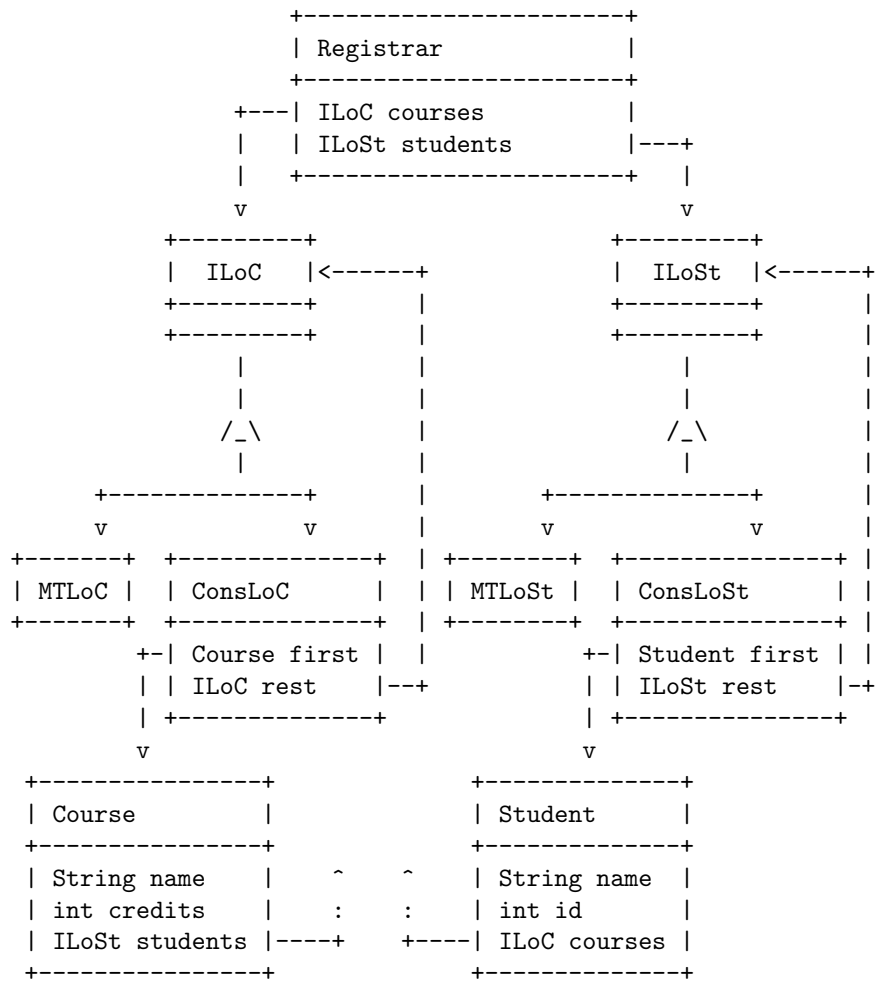 Registrar
ILoC courses
ILoSt students
ILoC
ILoSt
MTLoC
ConsLoC
MTLoSt
ConsLoSt
Course first
Student first
ILoC rest
ILoSt rest
Course
Student
String name
String name
int credits
int id
ILoSt students
ILoC courses